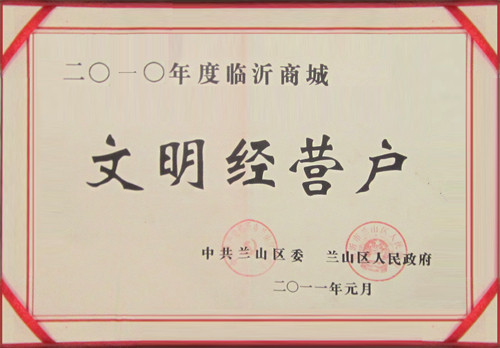 二〇一〇年度临沂商城
文明经营户
中共兰山区委 兰山区人民政府
二〇一一年元月